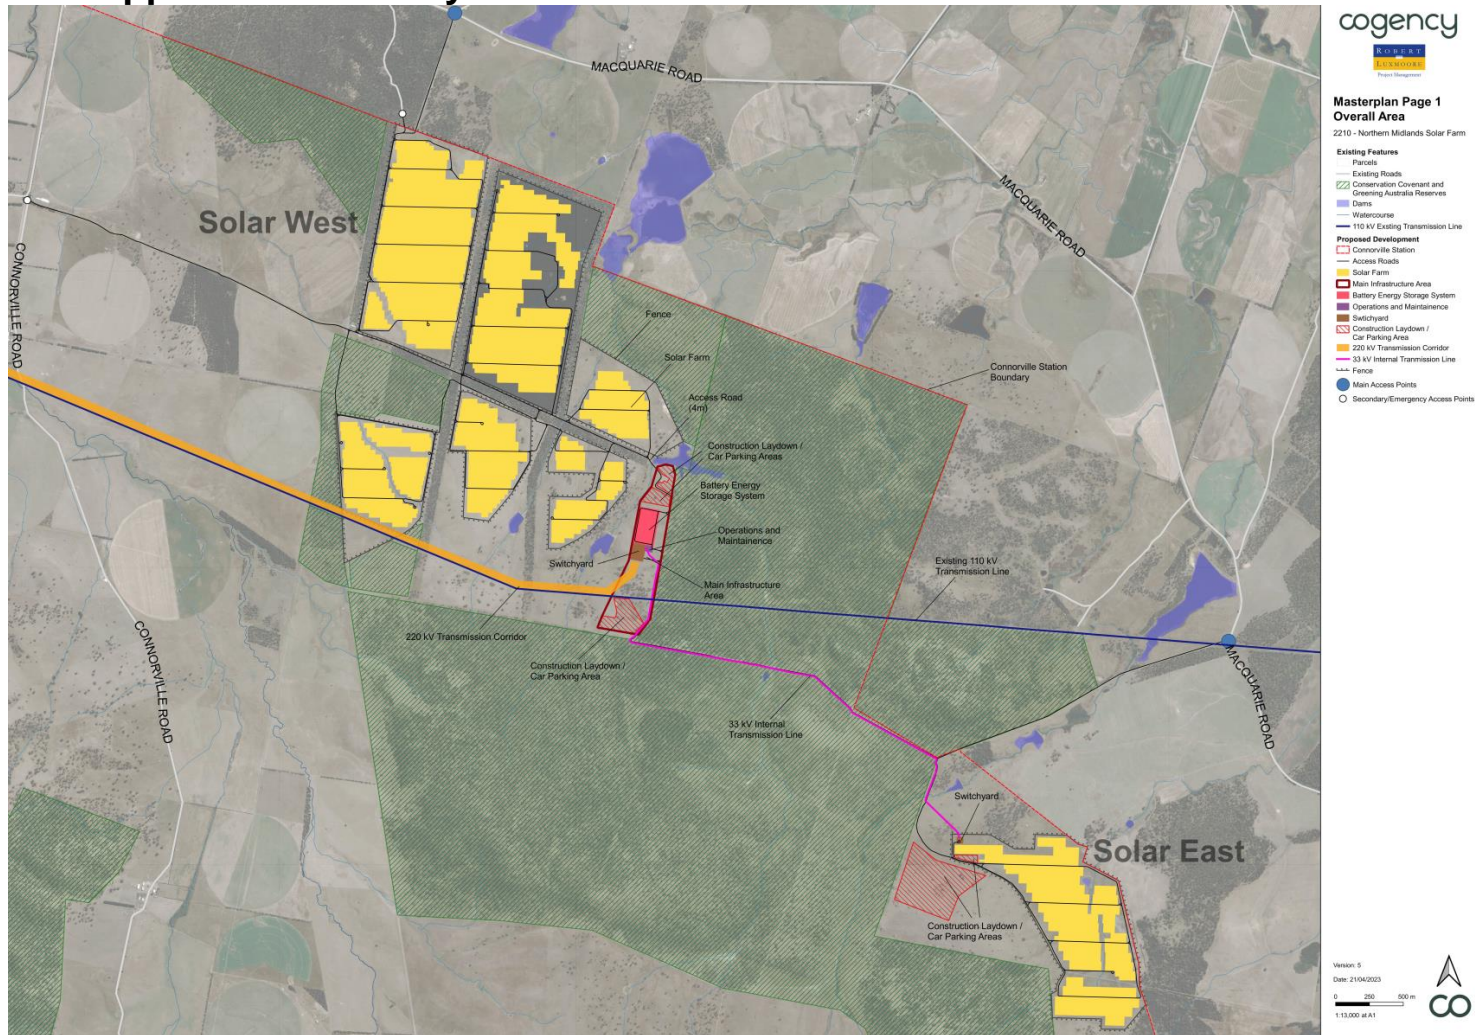 cogency
ROBERT
LUXMOORE
Project Management
Masterplan Page 1
Overall Area
2210 - Northern Midlands Solar Farm
Existing Features
Parcels
Existing Roads
Conservation Covenant and
Greening Australia Reserves
Dams
Watercourse
110 kV Existing Transmission Line
Proposed Development
Connorville Station
Access Roads
Solar Farm
Main Infrastructure Area
Battery Energy Storage System
Operations and Maintainence
Switchyard
Construction Laydown /
Car Parking Area
220 kV Transmission Corridor
33 kV Internal Tranmission Line
Fence
Main Access Points
Secondary/Emergency Access Points
MACQUARIE ROAD
MACQUARIE ROAD
Solar West
CONNORVILLE ROAD
Fence
Solar Farm
Access Road
(4m)
Connorville Station
Boundary
Construction Laydown /
Car Parking Areas
Battery Energy
Storage System
Operations and
Maintainence
Switchyard
Main Infrastructure
Area
Existing 110 kV
Transmission Line
220 kV Transmission Corridor
Construction Laydown /
Car Parking Area
CONNORVILLE ROAD
MACQUARIE ROAD
33 kV Internal
Transmission Line
Switchyard
Solar East
Construction Laydown /
Car Parking Areas
Version: 5
Date: 21/04/2023
0 250 500 m
1:13,000 at A1
CO